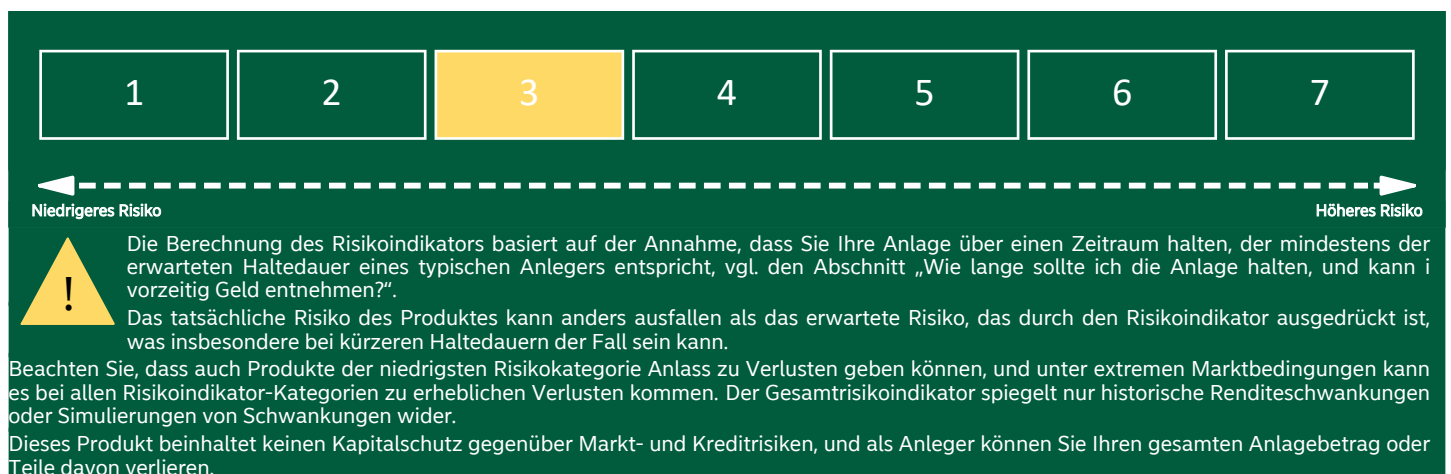 1 2 3 4 5 6 7
Niedrigeres Risiko Höheres Risiko
Die Berechnung des Risikoindikators basiert auf der Annahme, dass Sie Ihre Anlage über einen Zeitraum halten, der mindestens der
erwarteten Haltedauer eines typischen Anlegers entspricht, vgl. den Abschnitt „Wie lange sollte ich die Anlage halten, und kann i
vorzeitig Geld entnehmen?“.
!
Das tatsächliche Risiko des Produktes kann anders ausfallen als das erwartete Risiko, das durch den Risikoindikator ausgedrückt ist,
was insbesondere bei kürzeren Haltedauern der Fall sein kann.
Beachten Sie, dass auch Produkte der niedrigsten Risikokategorie Anlass zu Verlusten geben können, und unter extremen Marktbedingungen kann
es bei allen Risikoindikator-Kategorien zu erheblichen Verlusten kommen. Der Gesamtrisikoindikator spiegelt nur historische Renditeschwankungen
oder Simulierungen von Schwankungen wider.
Dieses Produkt beinhaltet keinen Kapitalschutz gegenüber Markt- und Kreditrisiken, und als Anleger können Sie Ihren gesamten Anlagebetrag oder
Teile davon verlieren.